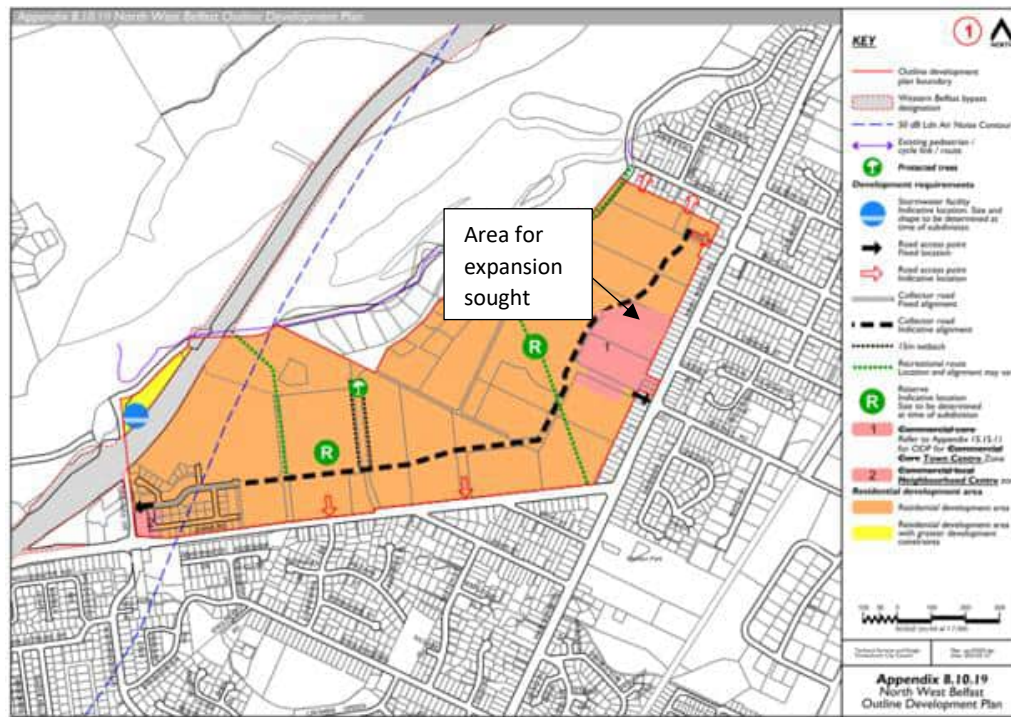 Appendix 8.10.19 North West Belfast Outline Development Plan
Area for
expansion
sought
R
R
1
KEY
1
NORTH
Outline development
plan boundary
Western Belfast bypass
designation
50 dB Ldn Air Noise Contour
Existing pedestrian /
cycle link / route
Protected trees
Development requirements
Stormwater facility
Indicative location. Size and
shape to be determined at
time of subdivision
Road access point
Fixed location
Road access point
Indicative location
Collector road
Fixed alignment
Collector road
Indicative alignment
15m setback
Recreational route
Location and alignment may
R
Reserve
Indicative location
Size to be determined
at time of subdivision
1
Commercial core
Refer to Appendix 15.15.11
for ODP for Commercial
Core Town Centre Zone
2
Commercial local
Neighbourhood Centre
Residential development area
Residential development area
Residential development area
with greater development
constraints
Appendix 8.10.19
North West Belfast
Outline Development Plan